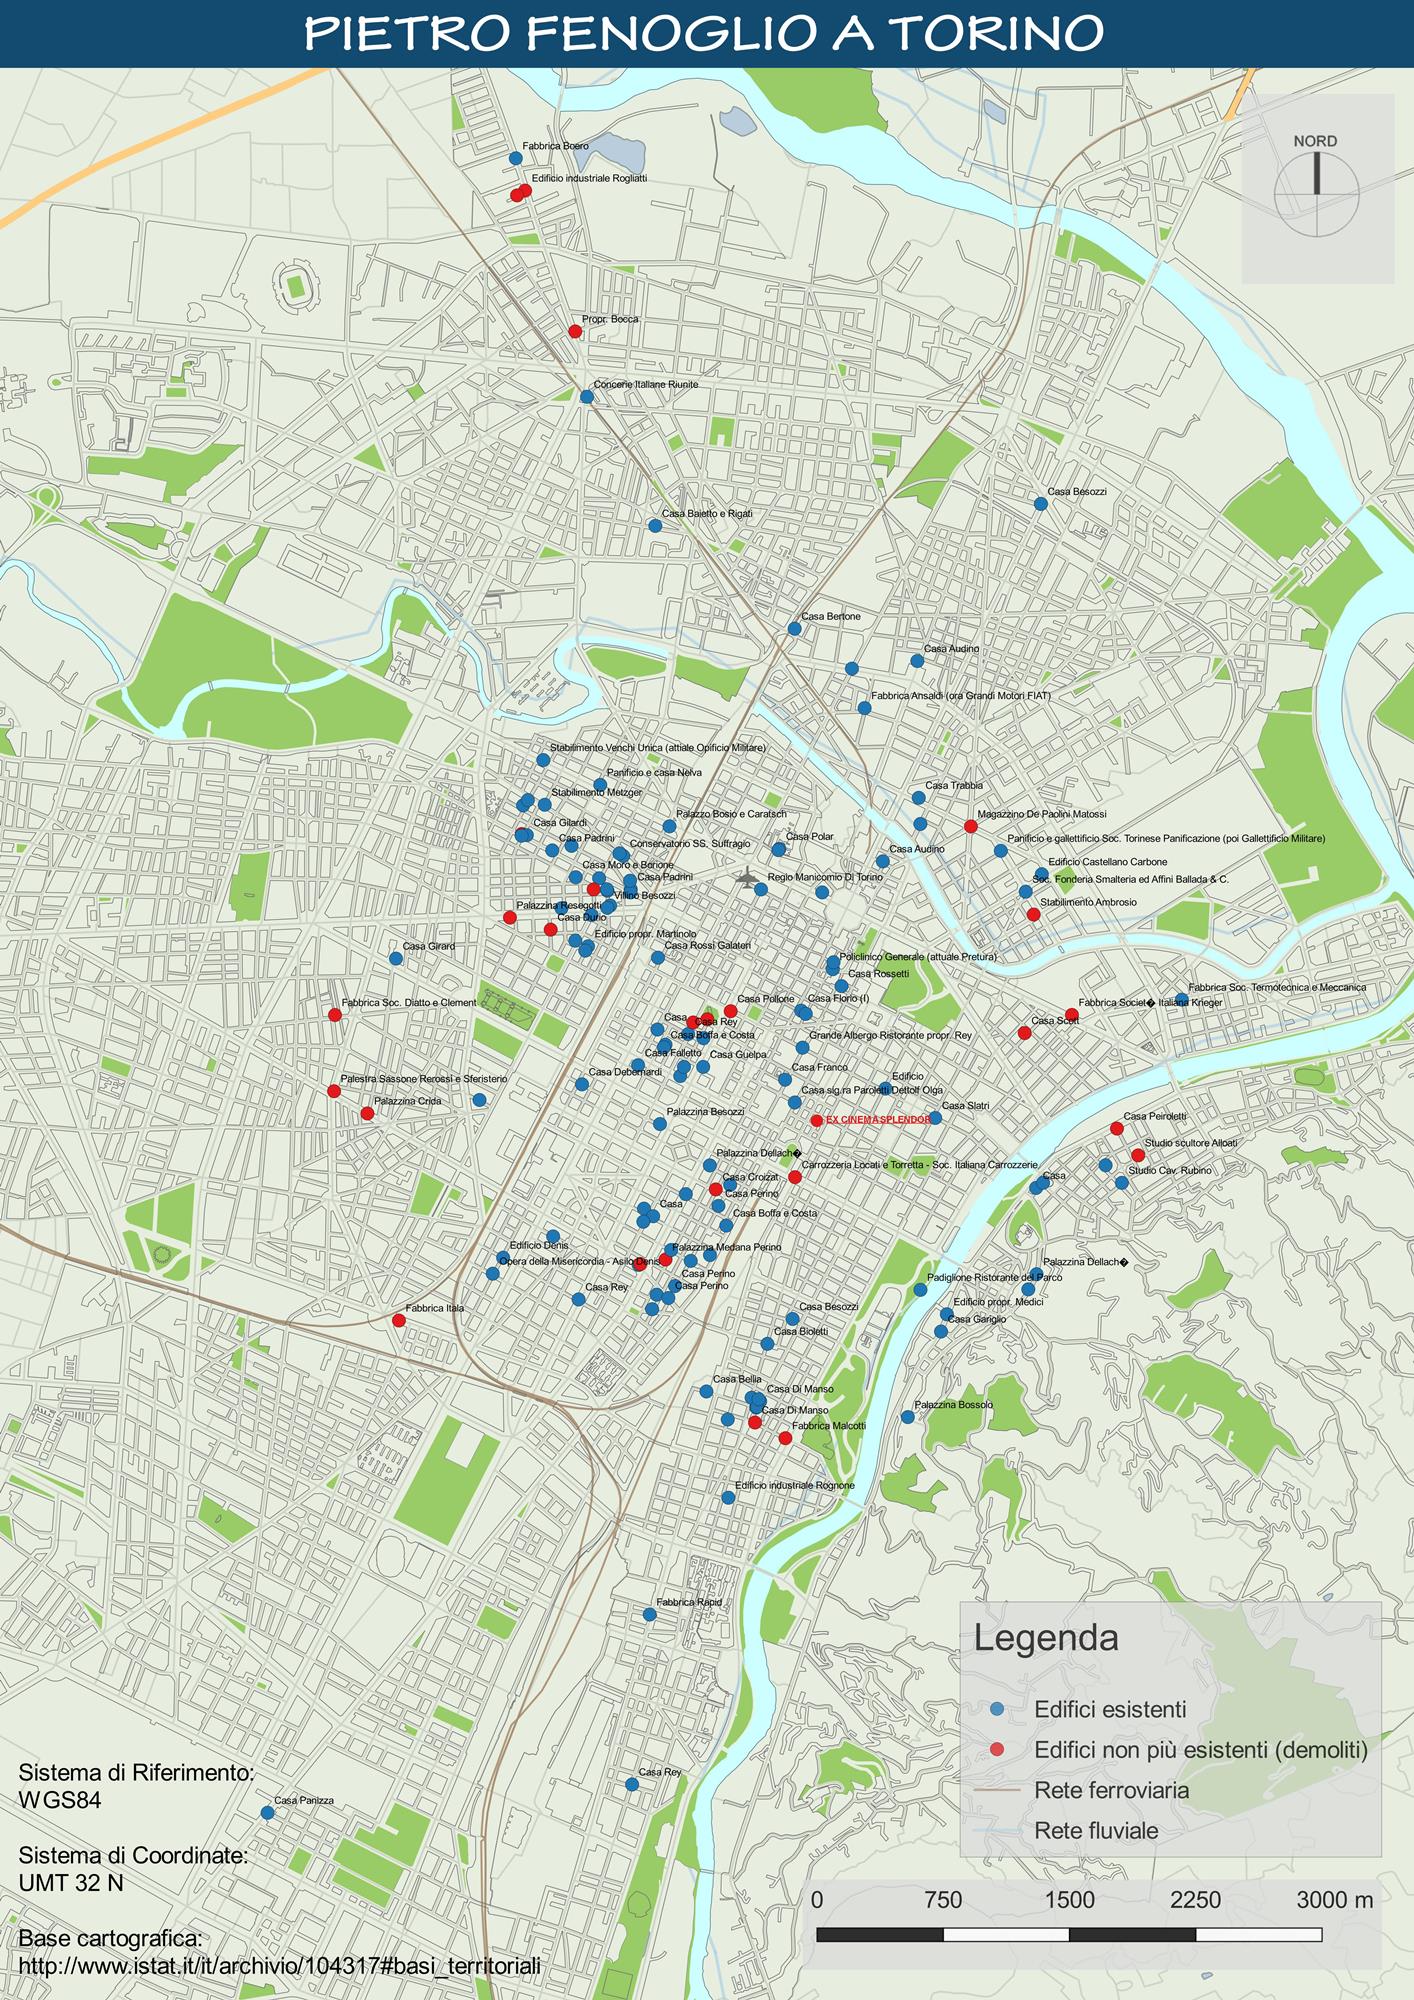 PIETRO FENOGLIO A TORINO
NORD
Fabbrica Boero
Edificio industriale Rogliatti
Propr. Bocca
Concerie Italiane Riunite
Casa Besozzi
Casa Baietto e Rigati
Casa Bertone
Casa Audino
Fabbrica Ansaldi (ora Grandi Motori FIAT)
Stabilimento Venchi Unica (attiale Opificio Militare)
Panificio e casa Nelva
Stabilimento Metzger
Casa Trabbia
Palazzo Bosio e Caratsch
Magazzino De Paolini Matossi
Casa Gilardi
Casa Padrini
Casa Polar
Panificio e gallettificio Soc. Torinese Panificazione (poi Gallettificio Militare)
Conservatorio SS. Suffragio
Casa Audino
Casa Moro e Borione
Edificio Castellano Carbone
Casa Padrini
Regio Manicomio Di Torino
Soc. Fonderia Smalteria ed Affini Ballada & C.
Villino Besozzi
Stabilimento Ambrosio
Palazzina Resegotti
Casa Durio
Edificio propr. Martinolo
Casa Girard
Casa Rossi Galateri
Policlinico Generale (attuale Pretura)
Casa Rossetti
Fabbrica Soc. Termotecnica e Meccanica
Fabbrica Soc. Diatto e Clement
Casa Pollone
Casa Florio (I)
Fabbrica Societ� Italiana Krieger
Casa
Casa Rey
Casa Scott
Casa Boffa e Costa
Grande Albergo Ristorante propr. Rey
Casa Falletto
Casa Guelpa
Casa Debernardi
Casa Franco
Edificio
Palestra Sassone Rerossi e Sferisterio
Casa sig.ra Paroletti Dettolf Olga
Palazzina Crida
Casa Slatri
Palazzina Besozzi
EX CINEMA SPLENDOR
Casa Peiroletti
Studio scultore Alloati
Palazzina Dellach�
Carrozzeria Locati e Torretta - Soc. Italiana Carrozzerie
Studio Cav. Rubino
Casa Croizat
Casa
Casa Perino
Casa
Casa Boffa e Costa
Edificio Denis
Palazzina Medana Perino
Opera della Misericordia - Asilo Denis
Palazzina Dellach�
Casa Perino
Padiglione Ristorante del Parco
Casa Rey
Casa Perino
Fabbrica Itala
Casa Besozzi
Edificio propr. Medici
Casa Bioletti
Casa Gariglio
Casa Bellia
Casa Di Manso
Casa Di Manso
Palazzina Bossolo
Fabbrica Malcotti
Edificio industriale Rognone
Fabbrica Rapid
Casa Rey
Casa Panizza
Legenda
Edifici esistenti
Edifici non più esistenti (demoliti)
Rete ferroviaria
Rete fluviale
Sistema di Riferimento:
WGS84
Sistema di Coordinate:
UMT 32 N
Base cartografica:
http://www.istat.it/it/archivio/104317#basi_territoriali
0 750 1500 2250 3000 m